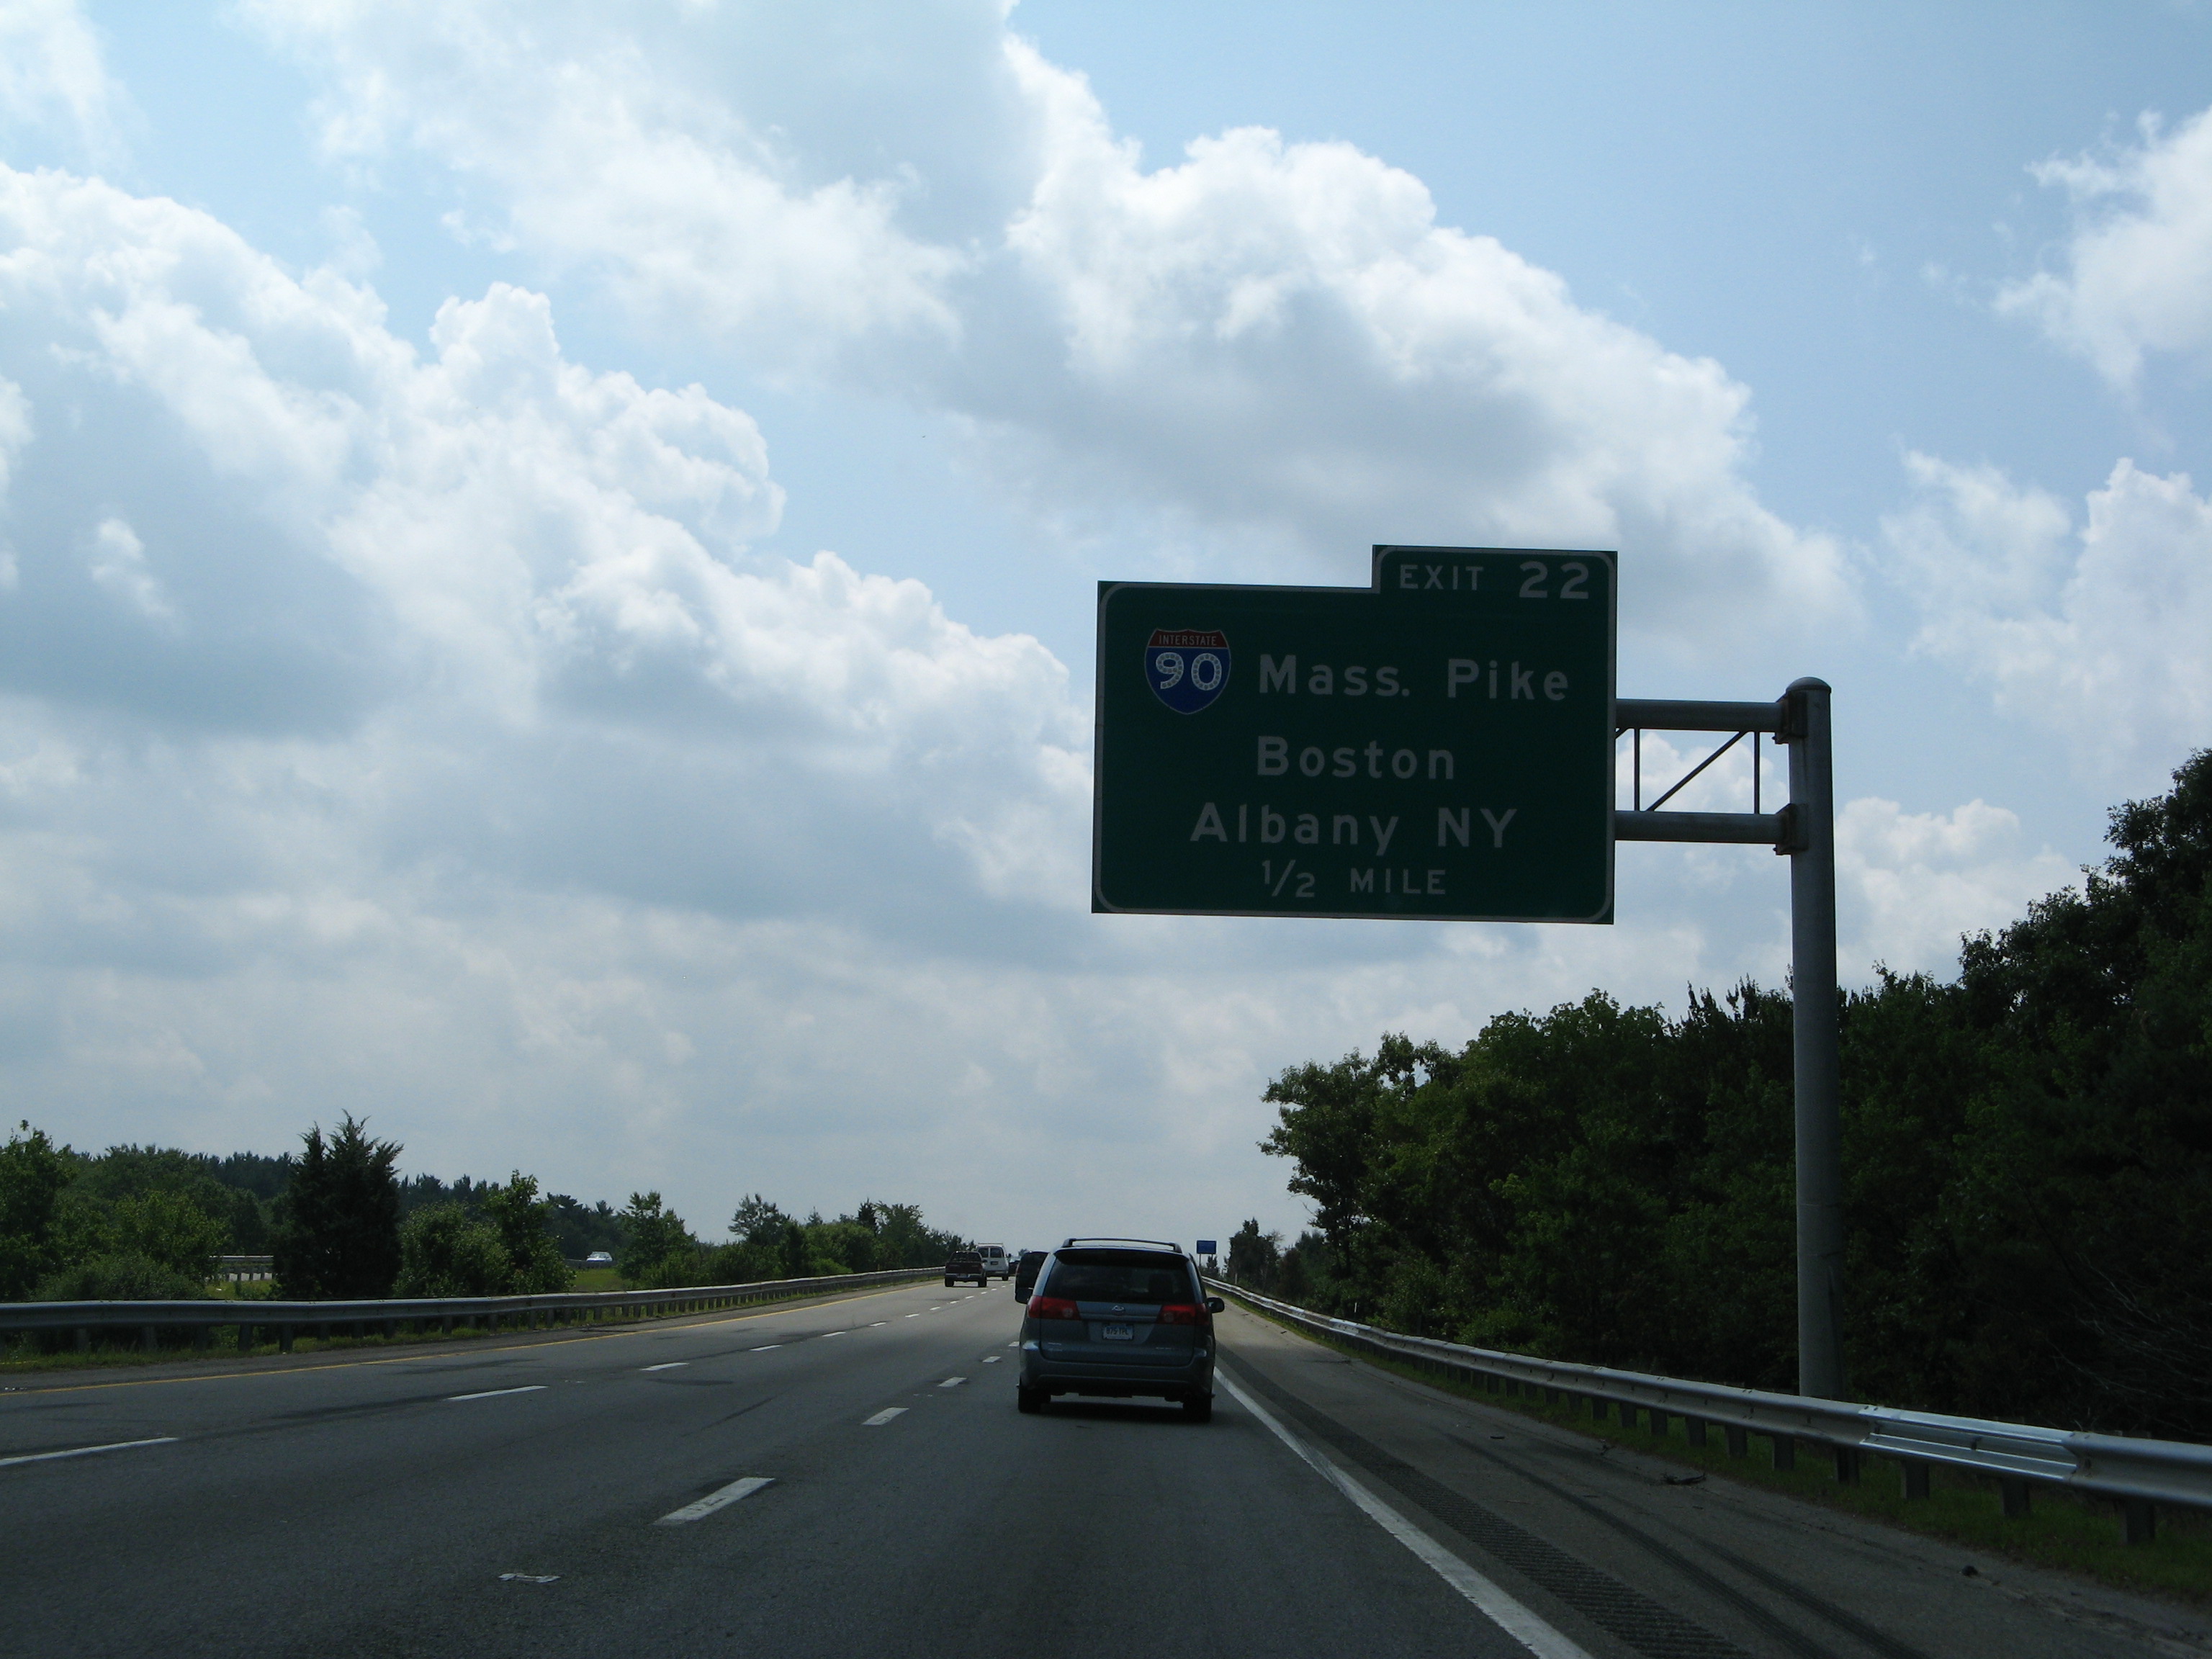 EXIT 22
INTERSTATE
90
Mass. Pike
Boston
Albany NY
1/2 MILE